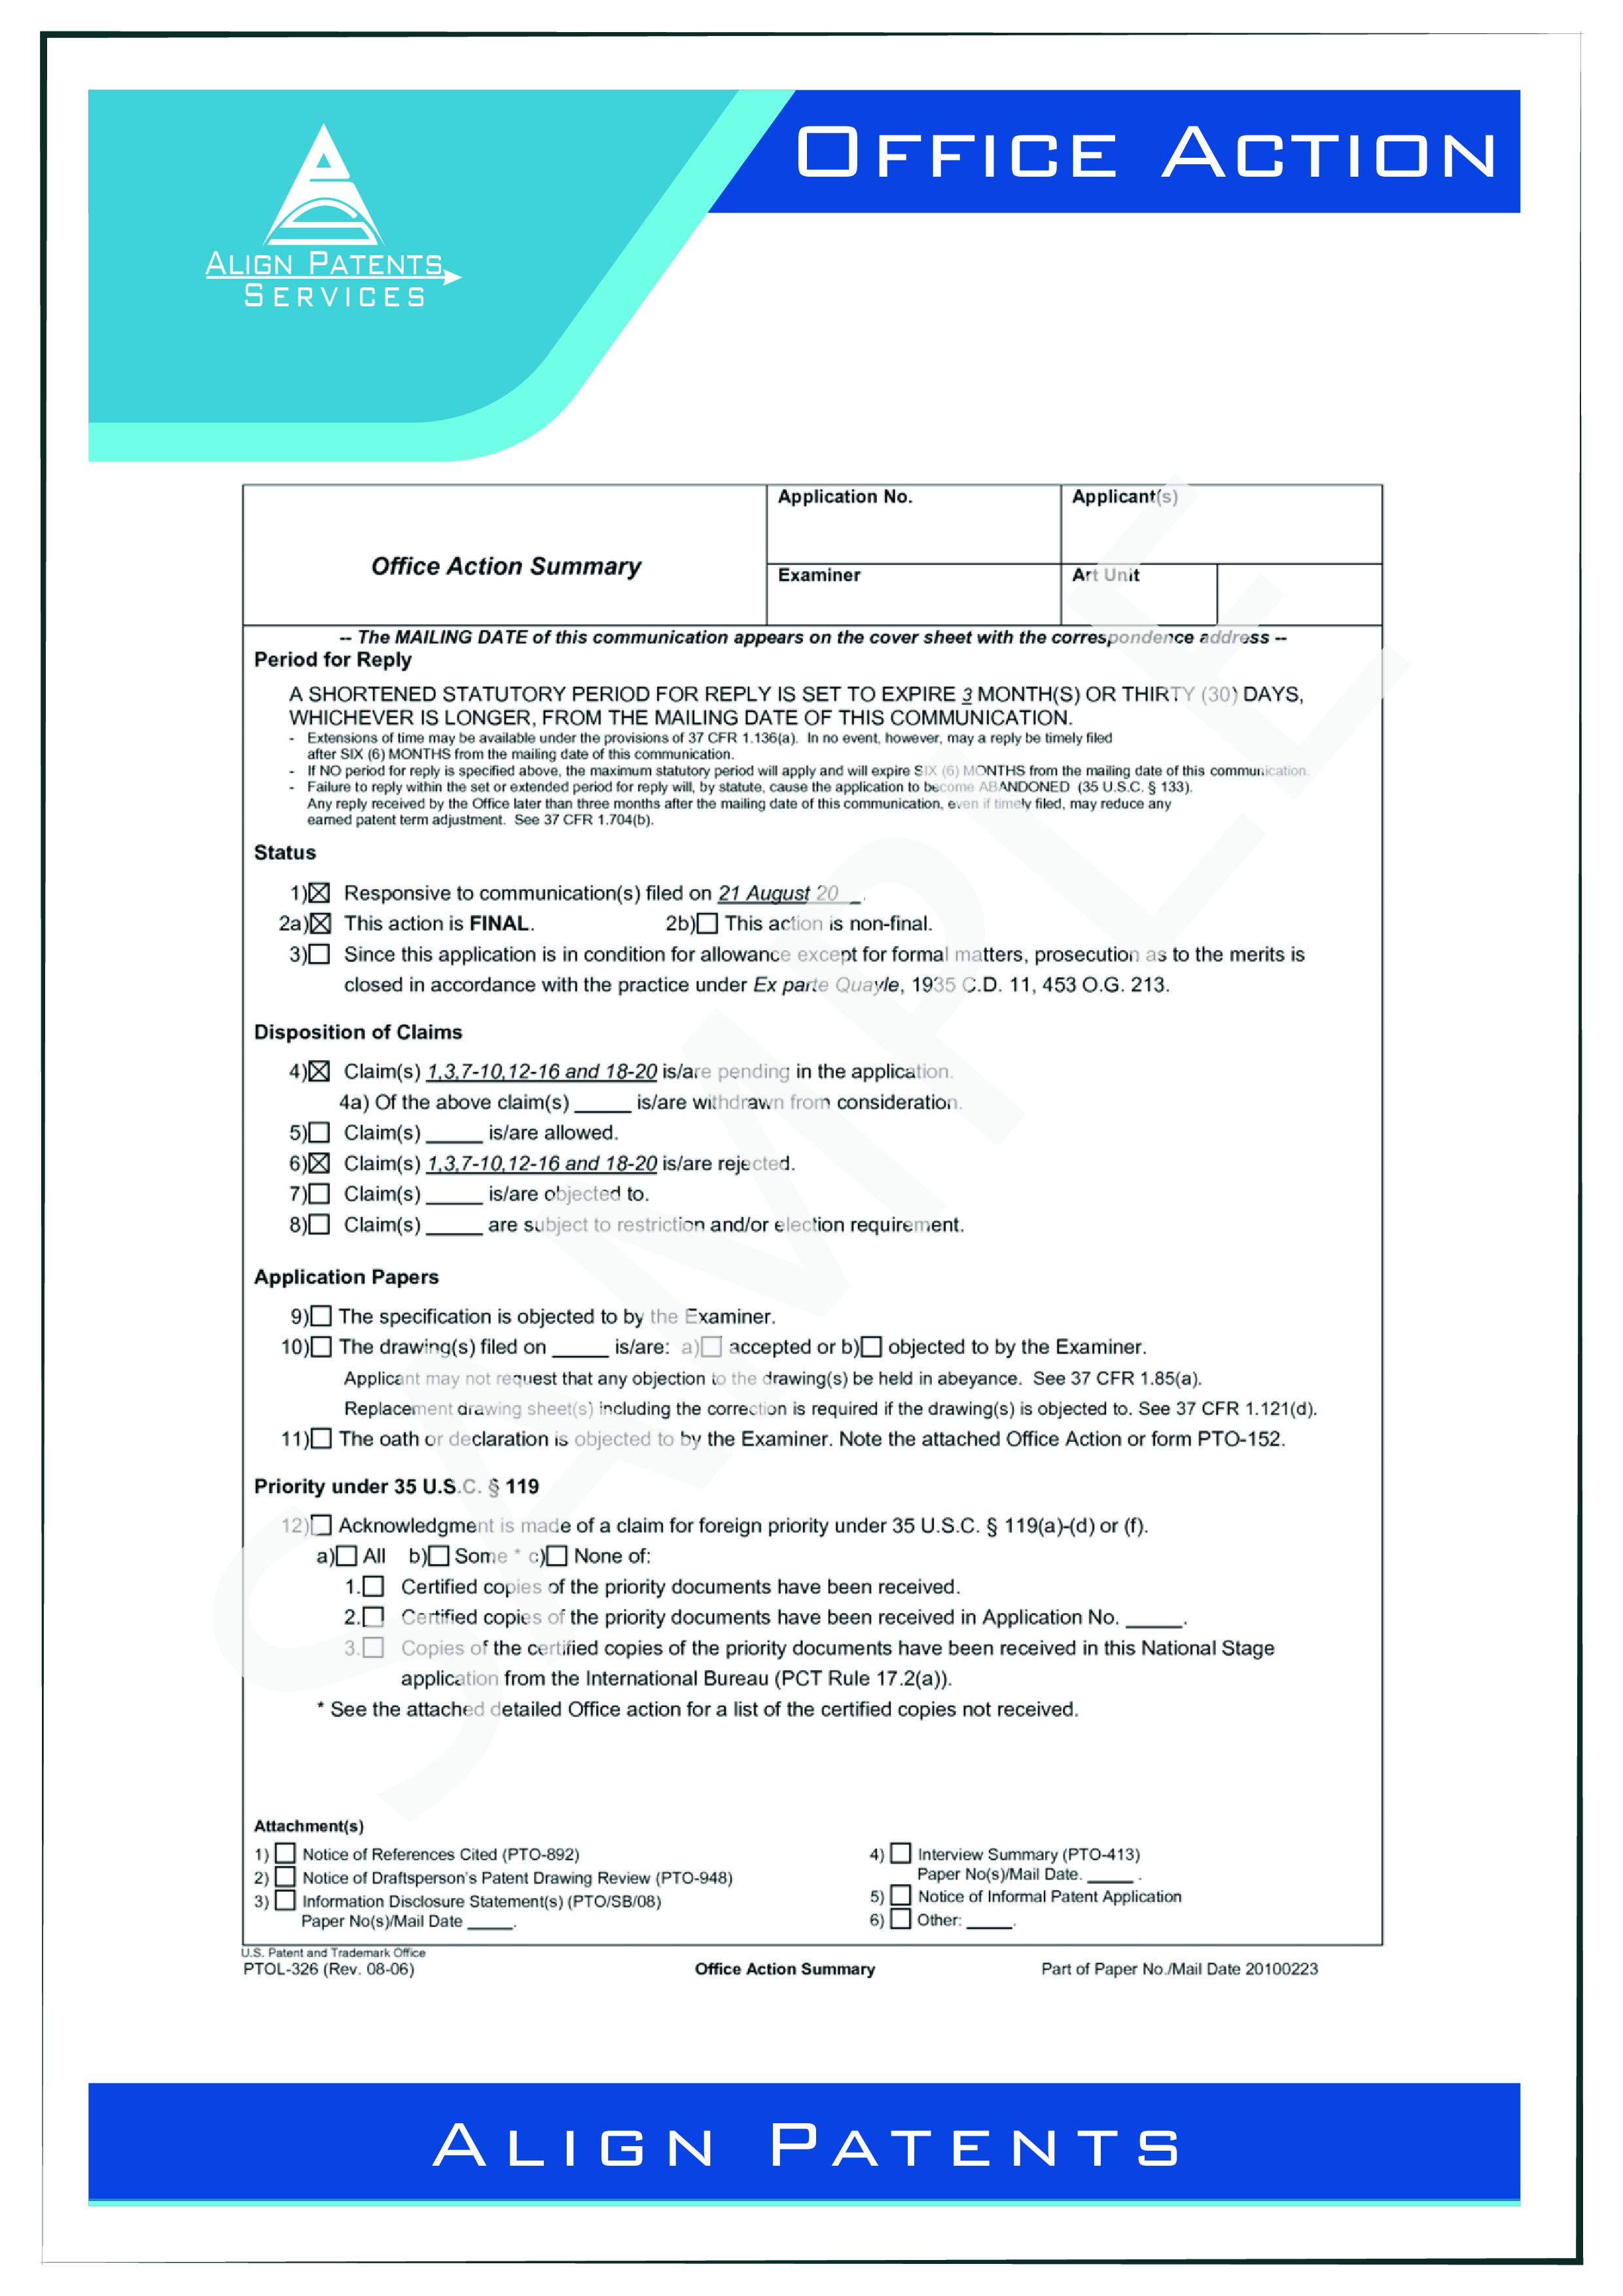 OFFICE ACTION
ALIGN PATENTS
SERVICES
Application No.
Applicant(s)
Office Action Summary
Examiner
Art Unit
-- The MAILING DATE of this communication appears on the cover sheet with the correspondence address --
Period for Reply
A SHORTENED STATUTORY PERIOD FOR REPLY IS SET TO EXPIRE 3 MONTH(S) OR THIRTY (30) DAYS,
WHICHEVER IS LONGER, FROM THE MAILING DATE OF THIS COMMUNICATION.
- Extensions of time may be available under the provisions of 37 CFR 1.136(a). In no event, however, may a reply be timely filed
after SIX (6) MONTHS from the mailing date of this communication.
- If NO period for reply is specified above, the maximum statutory period will apply and will expire SIX (6) MONTHS from the mailing date of this communication.
- Failure to reply within the set or extended period for reply will, by statute, cause the application to become ABANDONED (35 U.S.C. § 133).
Any reply received by the Office later than three months after the mailing date of this communication, even if timely filed, may reduce any
earned patent term adjustment. See 37 CFR 1.704(b).
Status
1)☒ Responsive to communication(s) filed on 21 August 20 _.
2a)☒ This action is FINAL. 2b)☐ This action is non-final.
3)☐ Since this application is in condition for allowance except for formal matters, prosecution as to the merits is
closed in accordance with the practice under Ex parte Quayle, 1935 C.D. 11, 453 O.G. 213.
Disposition of Claims
4)☒ Claim(s) 1,3,7-10,12-16 and 18-20 is/are pending in the application.
4a) Of the above claim(s) _____ is/are withdrawn from consideration.
5)☐ Claim(s) _____ is/are allowed.
6)☒ Claim(s) 1,3,7-10,12-16 and 18-20 is/are rejected.
7)☐ Claim(s) _____ is/are objected to.
8)☐ Claim(s) _____ are subject to restriction and/or election requirement.
Application Papers
9)☐ The specification is objected to by the Examiner.
10)☐ The drawing(s) filed on _____ is/are: a)☐ accepted or b)☐ objected to by the Examiner.
Applicant may not request that any objection to the drawing(s) be held in abeyance. See 37 CFR 1.85(a).
Replacement drawing sheet(s) including the correction is required if the drawing(s) is objected to. See 37 CFR 1.121(d).
11)☐ The oath or declaration is objected to by the Examiner. Note the attached Office Action or form PTO-152.
Priority under 35 U.S.C. § 119
12)☐ Acknowledgment is made of a claim for foreign priority under 35 U.S.C. § 119(a)-(d) or (f).
a)☐ All b)☐ Some * c)☐ None of:
1.☐ Certified copies of the priority documents have been received.
2.☐ Certified copies of the priority documents have been received in Application No. _____.
3.☐ Copies of the certified copies of the priority documents have been received in this National Stage
application from the International Bureau (PCT Rule 17.2(a)).
* See the attached detailed Office action for a list of the certified copies not received.
SAMPLE
Attachment(s)
1) ☐ Notice of References Cited (PTO-892)
2) ☐ Notice of Draftsperson's Patent Drawing Review (PTO-948)
3) ☐ Information Disclosure Statement(s) (PTO/SB/08)
Paper No(s)/Mail Date _____.
4) ☐ Interview Summary (PTO-413)
Paper No(s)/Mail Date. _____.
5) ☐ Notice of Informal Patent Application
6) ☐ Other: _____.
U.S. Patent and Trademark Office
PTOL-326 (Rev. 08-06)
Office Action Summary
Part of Paper No./Mail Date 20100223
ALIGN PATENTS